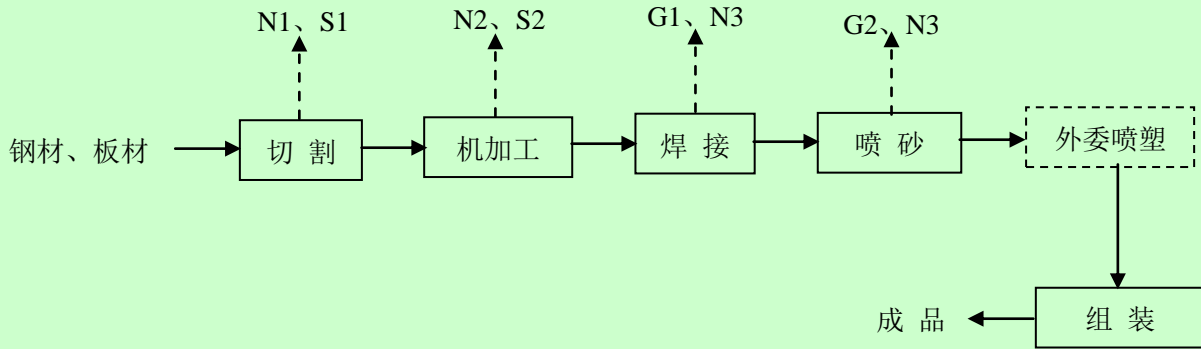 N1、S1
N2、S2
G1、N3
G2、N3
钢材、板材
切 割
机加工
焊 接
喷 砂
外委喷塑
成 品
组 装